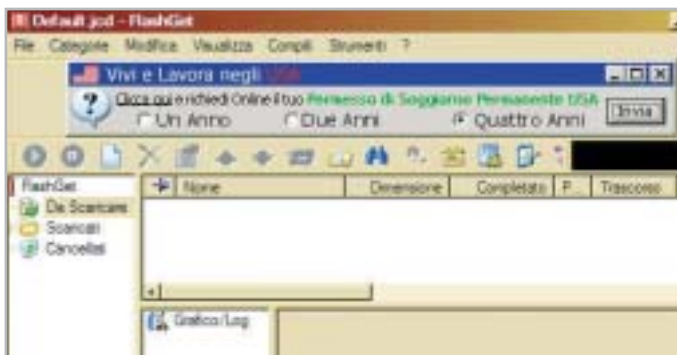 Default.jcd - FlashGet
File Categorie Modifica Visualizza Compiti Strumenti ?
Vivi e Lavora negli USA
Clicca qui e richiedi Online il tuo Permesso di Soggiorno Permanente USA
Un Anno Due Anni Quattro Anni Invia
FlashGet Nome Dimensione Completato P... Trascorso
Da Scaricare
Scaricati
Cancellati
Grafico/Log